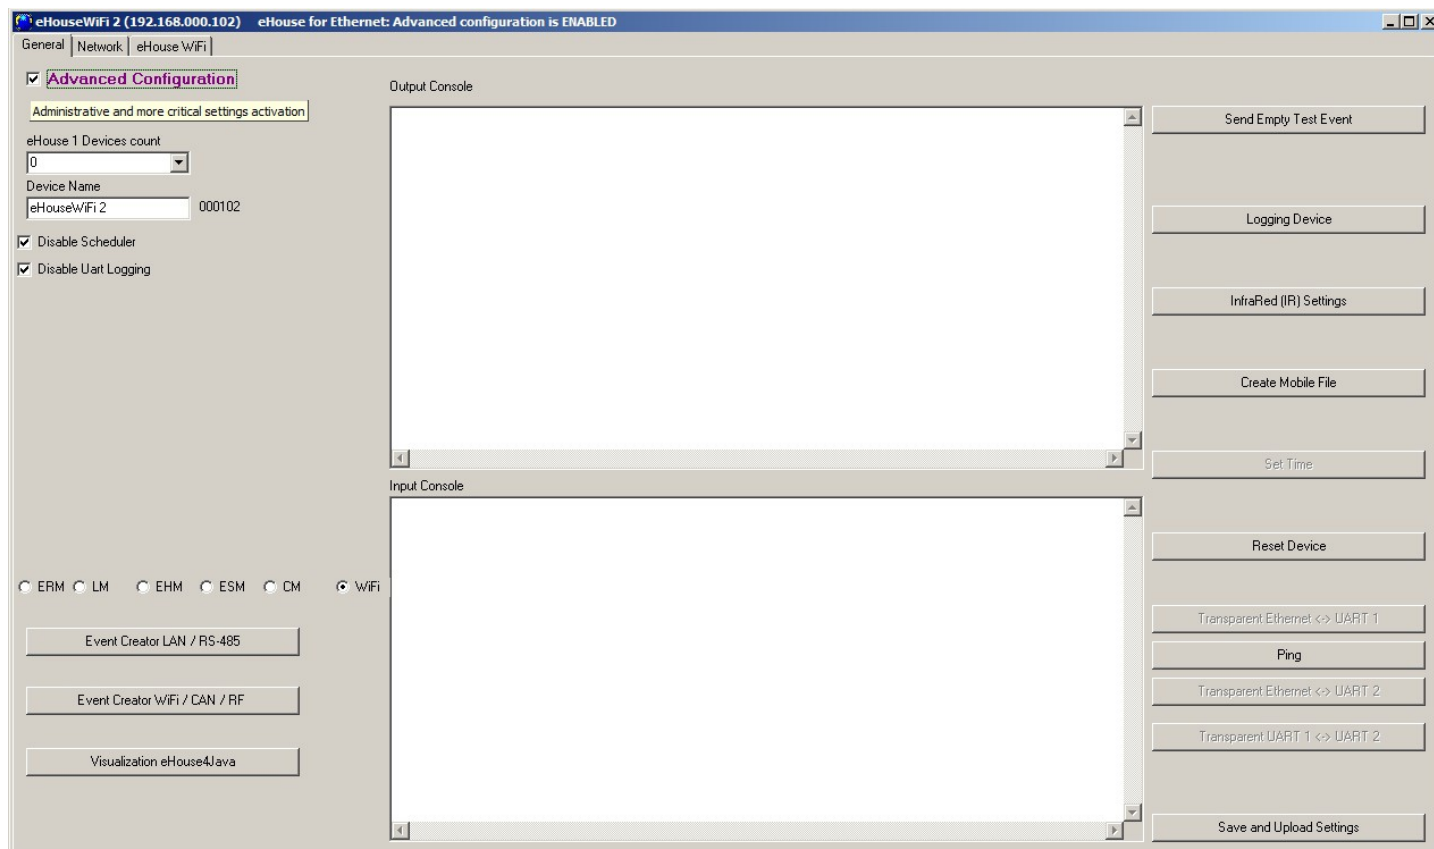 eHouseWiFi 2 (192.168.000.102) eHouse for Ethernet: Advanced configuration is ENABLED
General Network eHouse WiFi
Advanced Configuration
Administrative and more critical settings activation
eHouse 1 Devices count
0
Device Name
eHouseWiFi 2 000102
Disable Scheduler
Disable Uart Logging
ERM LM EHM ESM CM WiFi
Event Creator LAN / RS-485
Event Creator WiFi / CAN / RF
Visualization eHouse4Java
Output Console
Input Console
Send Empty Test Event
Logging Device
InfraRed (IR) Settings
Create Mobile File
Set Time
Reset Device
Transparent Ethernet <-> UART 1
Ping
Transparent Ethernet <-> UART 2
Transparent UART 1 <-> UART 2
Save and Upload Settings